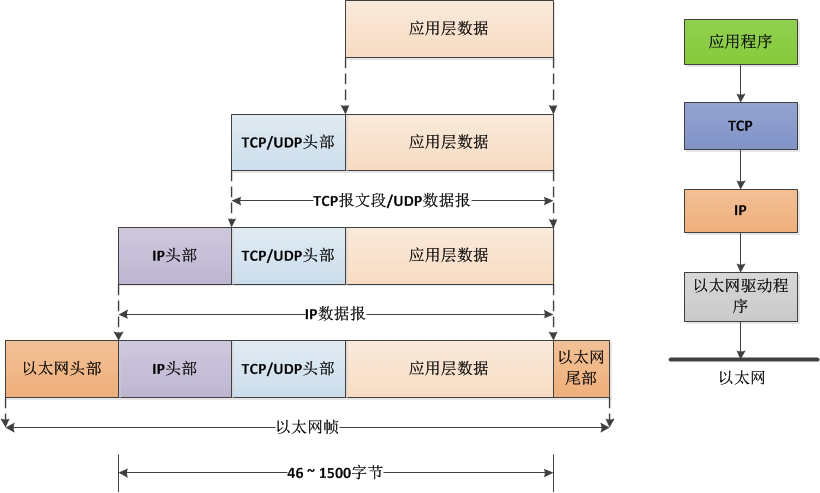 应用层数据
TCP/UDP头部
应用层数据
TCP报文段/UDP数据报
IP头部
TCP/UDP头部
应用层数据
IP数据报
以太网头部
IP头部
TCP/UDP头部
应用层数据
以太网
尾部
以太网帧
46 ~ 1500字节
应用程序
TCP
IP
以太网驱动程
序
以太网